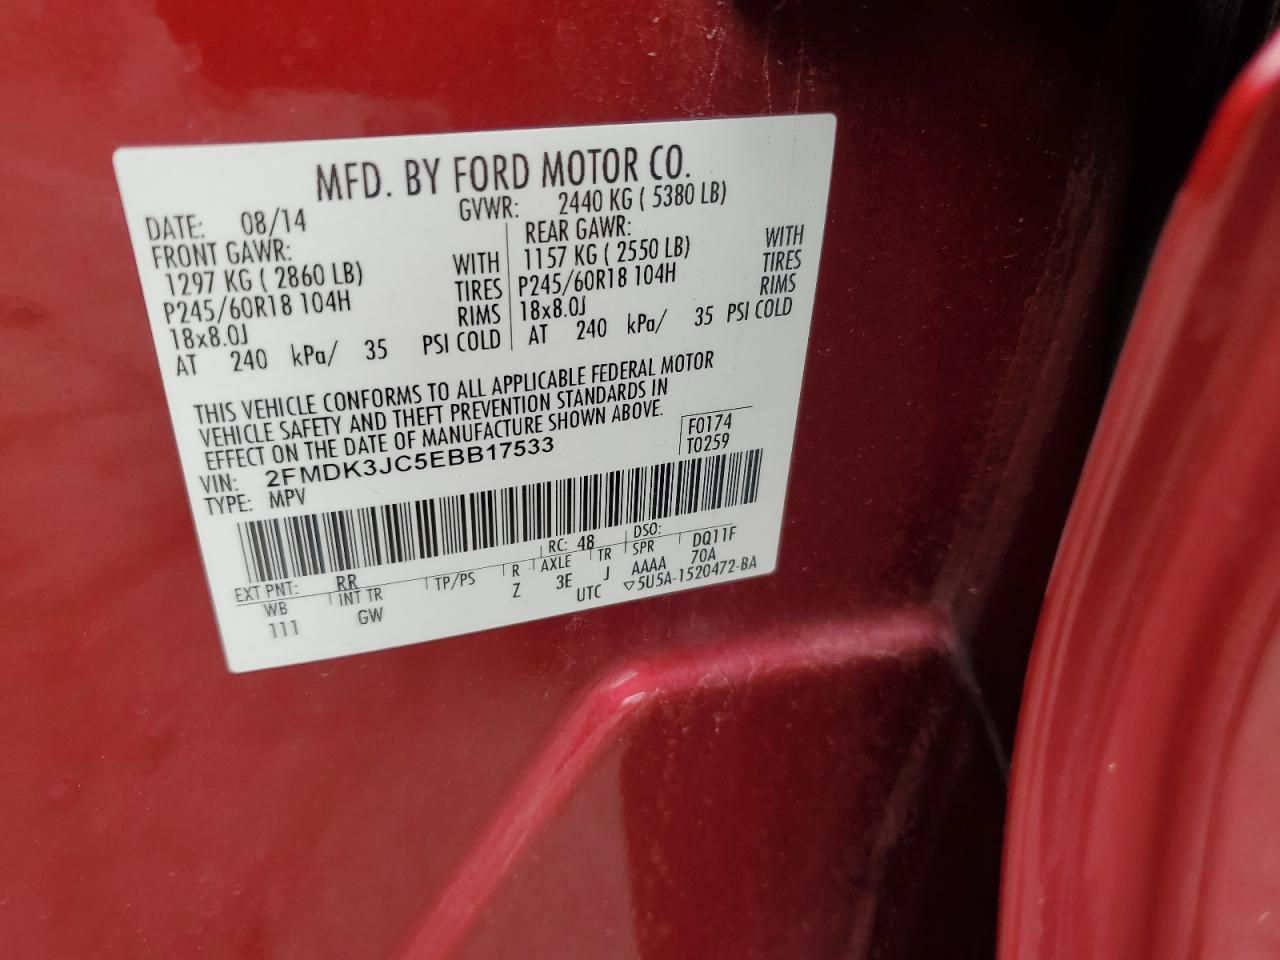 MFD. BY FORD MOTOR CO.
DATE: 08/14 GVWR: 2440 KG ( 5380 LB)
FRONT GAWR: REAR GAWR:
1297 KG ( 2860 LB) WITH 1157 KG ( 2550 LB) WITH
P245/60R18 104H TIRES P245/60R18 104H TIRES
18x8.0J RIMS 18x8.0J RIMS
AT 240 kPa/ 35 PSI COLD AT 240 kPa/ 35 PSI COLD
THIS VEHICLE CONFORMS TO ALL APPLICABLE FEDERAL MOTOR
VEHICLE SAFETY AND THEFT PREVENTION STANDARDS IN
EFFECT ON THE DATE OF MANUFACTURE SHOWN ABOVE.
VIN: 2FMDK3JC5EBB17533 F0174
TYPE: MPV T0259
EXT PNT: RR RC: 48 DSO:
WB INT TR TP/PS R AXLE TR SPR DQ11F
111 GW Z 3E J AAAA 70A
UTC ▽5U5A-1520472-BA